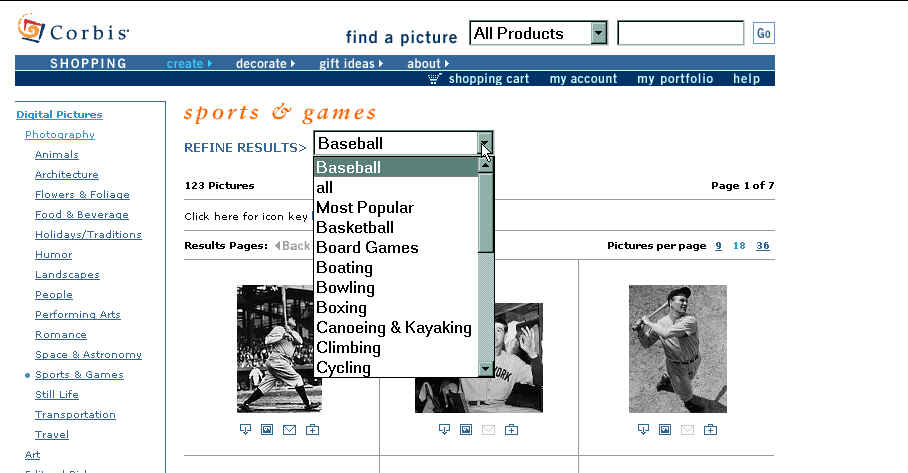 Corbis
find a picture All Products Go
SHOPPING create decorate gift ideas about
shopping cart my account my portfolio help
Digital Pictures
Photography
Animals
Architecture
Flowers & Foliage
Food & Beverage
Holidays/Traditions
Humor
Landscapes
People
Performing Arts
Romance
Space & Astronomy
Sports & Games
Still Life
Transportation
Travel
Art
sports & games
REFINE RESULTS> Baseball
Baseball
all
Most Popular
Basketball
Board Games
Boating
Bowling
Boxing
Canoeing & Kayaking
Climbing
Cycling
123 Pictures
Page 1 of 7
Click here for icon key
Results Pages: Back
Pictures per page 9 18 36
YORK